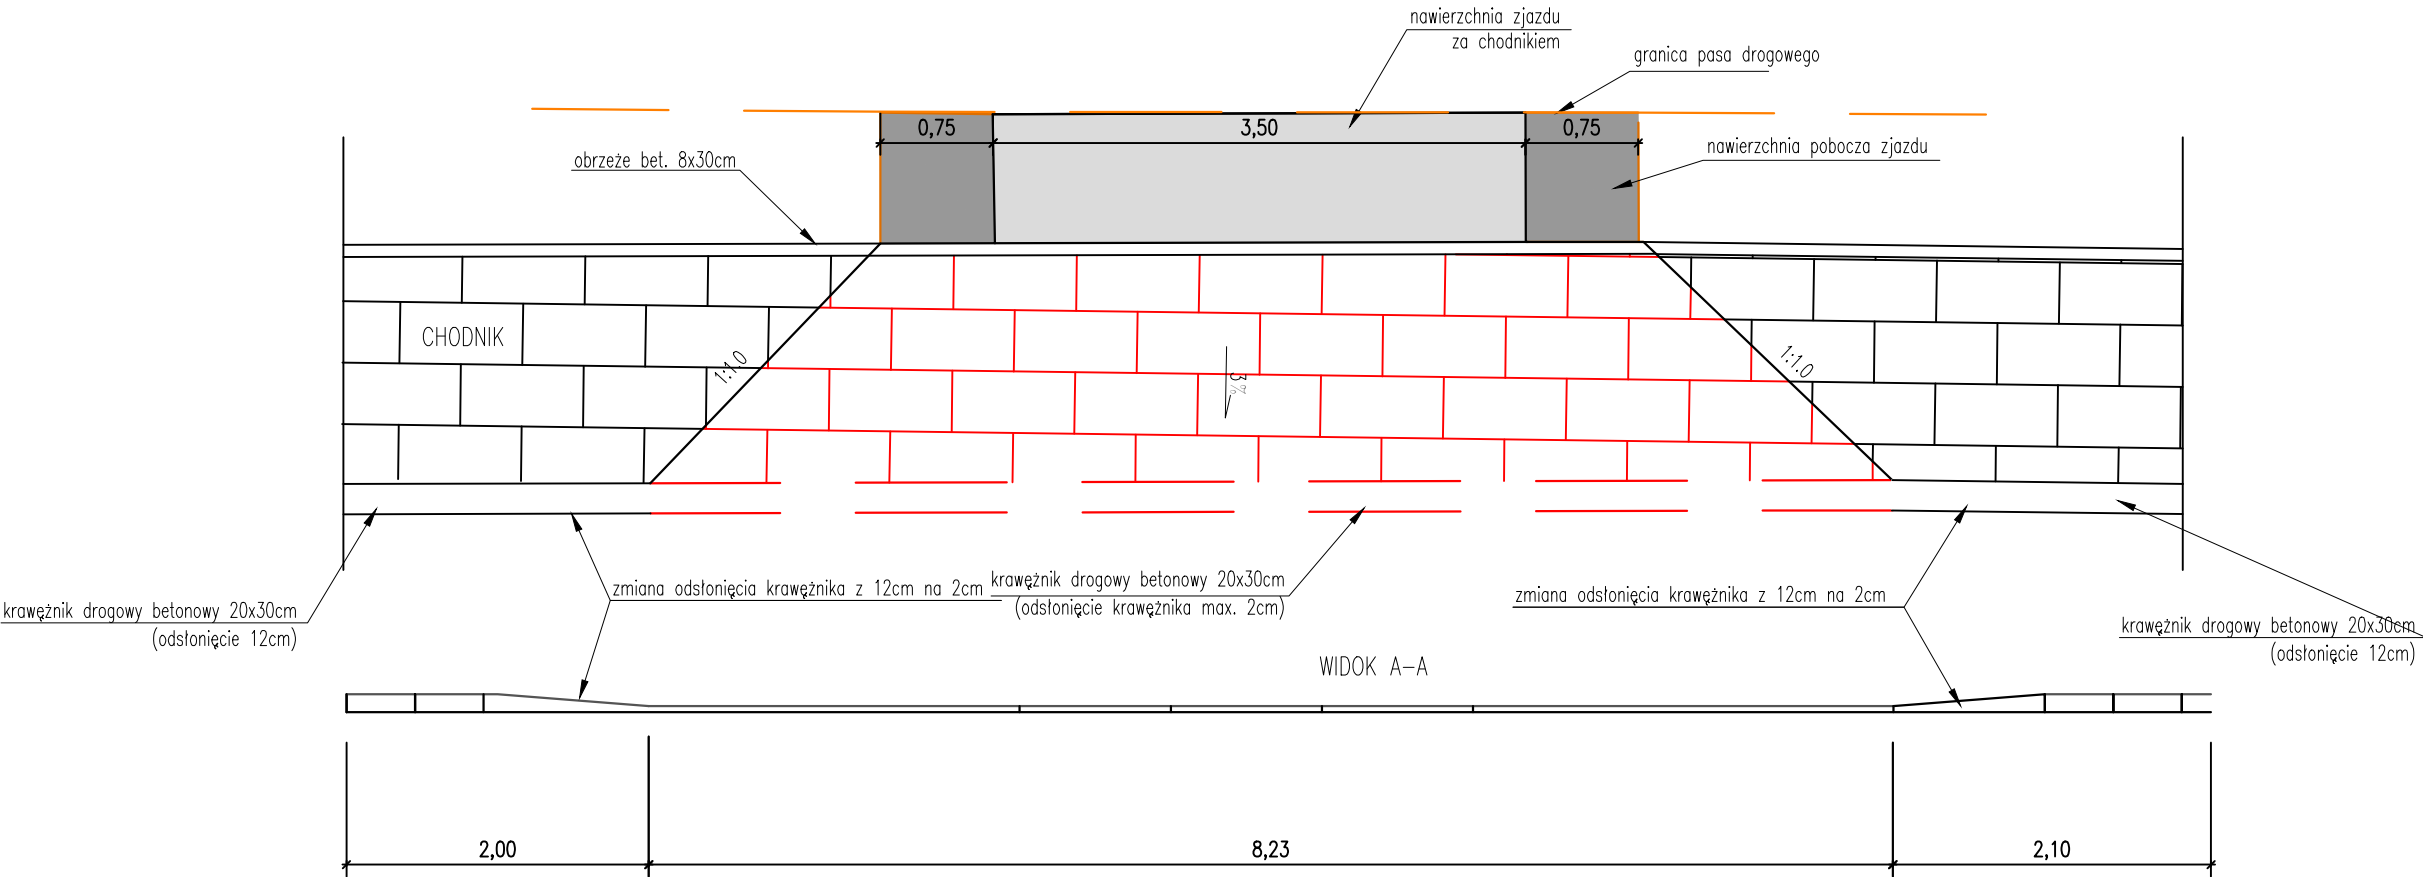 nawierzchnia zjazdu
za chodnikiem
granica pasa drogowego
0,75
3,50
0,75
nawierzchnia pobocza zjazdu
obrzeże bet. 8x30cm
CHODNIK
1:1.0
3%
1:1.0
krawężnik drogowy betonowy 20x30cm
(odsłonięcie 12cm)
zmiana odsłonięcia krawężnika z 12cm na 2cm
krawężnik drogowy betonowy 20x30cm
(odsłonięcie krawężnika max. 2cm)
zmiana odsłonięcia krawężnika z 12cm na 2cm
krawężnik drogowy betonowy 20x30cm
(odsłonięcie 12cm)
WIDOK A-A
2,00
8,23
2,10